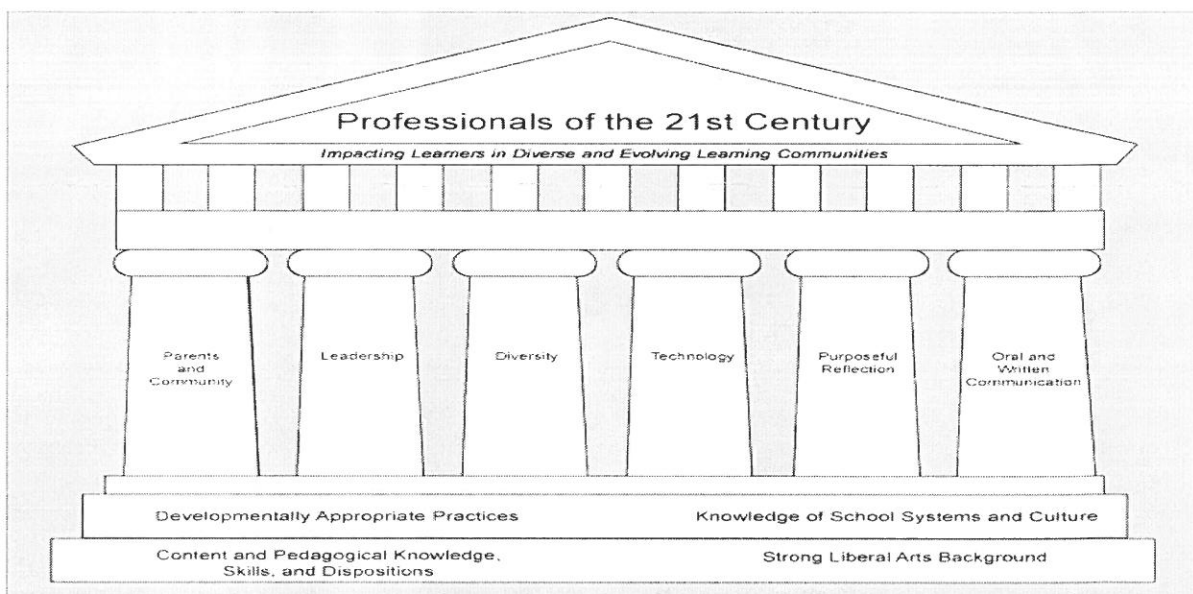 Professionals of the 21st Century
Impacting Learners in Diverse and Evolving Learning Communities
Parents
and
Community
Leadership
Diversity
Technology
Purposeful
Reflection
Oral and
Written
Communication
Developmentally Appropriate Practices
Knowledge of School Systems and Culture
Content and Pedagogical Knowledge,
Skills, and Dispositions
Strong Liberal Arts Background